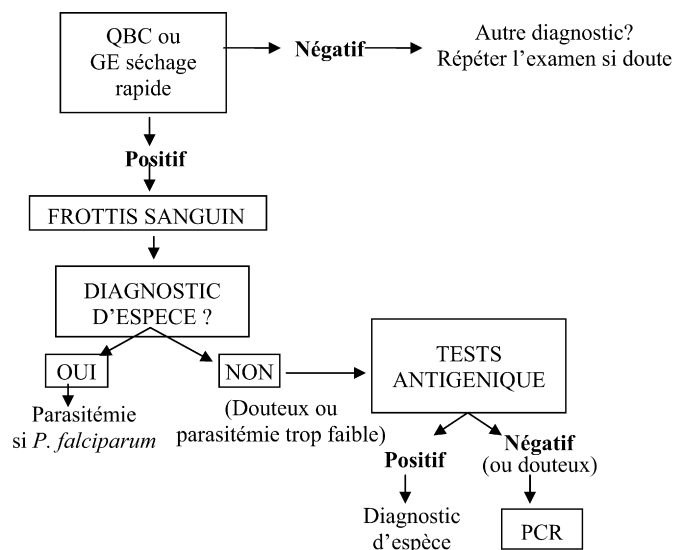 QBC ou
GE séchage
rapide
Négatif
Autre diagnostic?
Répéter l'examen si doute
Positif
FROTTIS SANGUIN
DIAGNOSTIC
D'ESPECE ?
OUI
NON
TESTS
ANTIGENIQUE
Parasitémie
si P. falciparum
(Douteux ou
parasitémie trop faible)
Positif
Négatif
(ou douteux)
Diagnostic
d'espèce
PCR